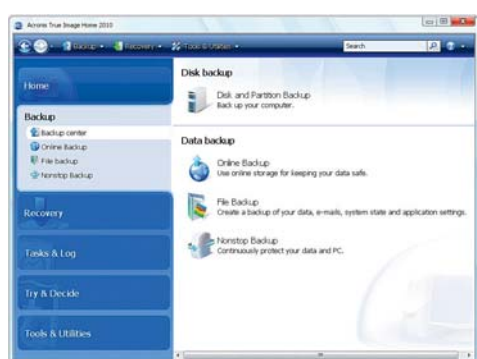 Acronis True Image Home 2010
Backup Recovery Tools & Utilities Search
Home
Backup
Backup center
Online Backup
File backup
Nonstop Backup
Recovery
Tasks & Log
Try & Decide
Tools & Utilities
Disk backup
Disk and Partition Backup
Back up your computer.
Data backup
Online Backup
Use online storage for keeping your data safe.
File Backup
Create a backup of your data, e-mails, system state and application settings.
Nonstop Backup
Continuously protect your data and PC.